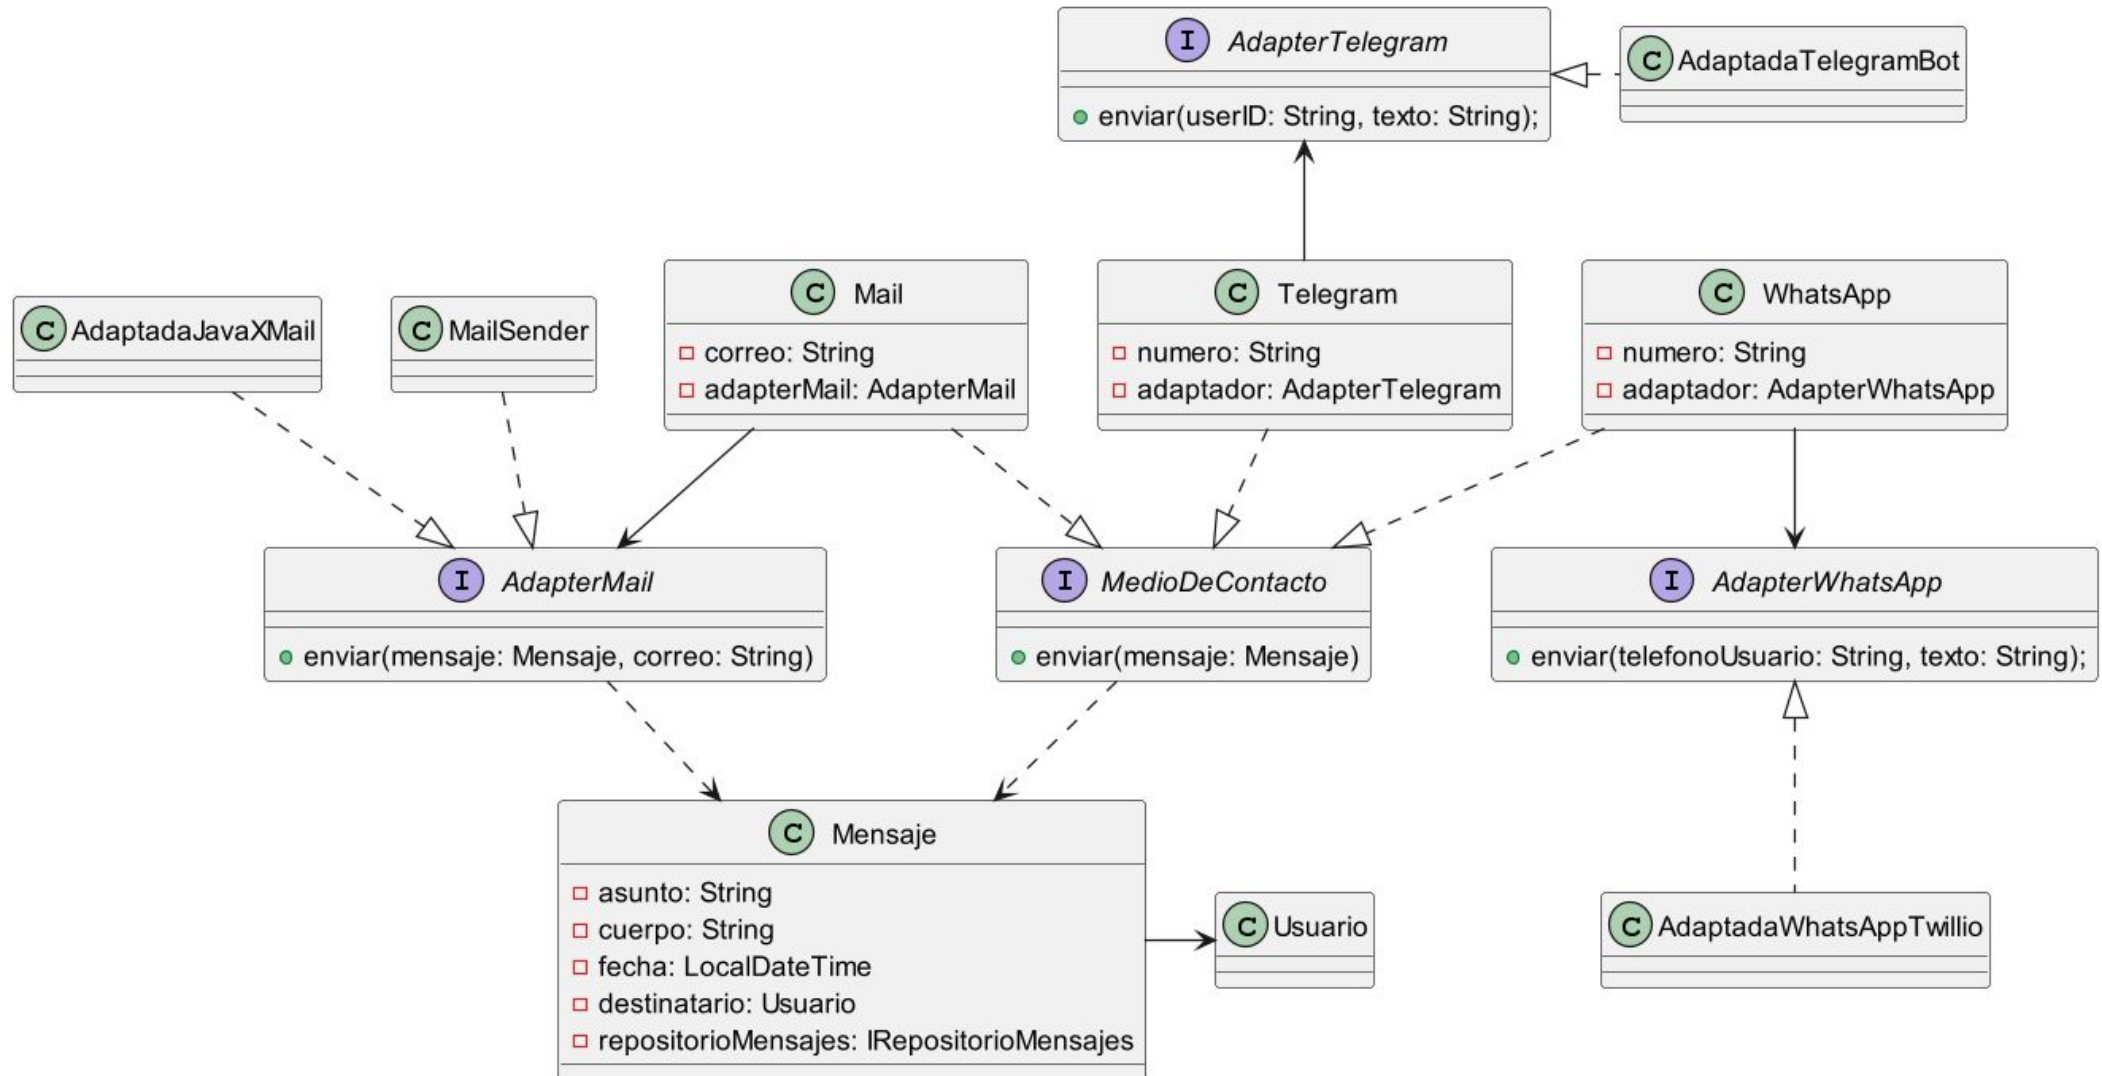 I AdapterTelegram
+ enviar(userID: String, texto: String);
C AdaptadaTelegramBot
C AdaptadaJavaXMail
C MailSender
C Mail
correo: String
adapterMail: AdapterMail
C Telegram
numero: String
adaptador: AdapterTelegram
C WhatsApp
numero: String
adaptador: AdapterWhatsApp
I AdapterMail
enviar(mensaje: Mensaje, correo: String)
I MedioDeContacto
enviar(mensaje: Mensaje)
I AdapterWhatsApp
enviar(telefonoUsuario: String, texto: String);
C Mensaje
asunto: String
cuerpo: String
fecha: LocalDateTime
destinatario: Usuario
repositorioMensajes: IRepositorioMensajes
C Usuario
C AdaptadaWhatsAppTwillio